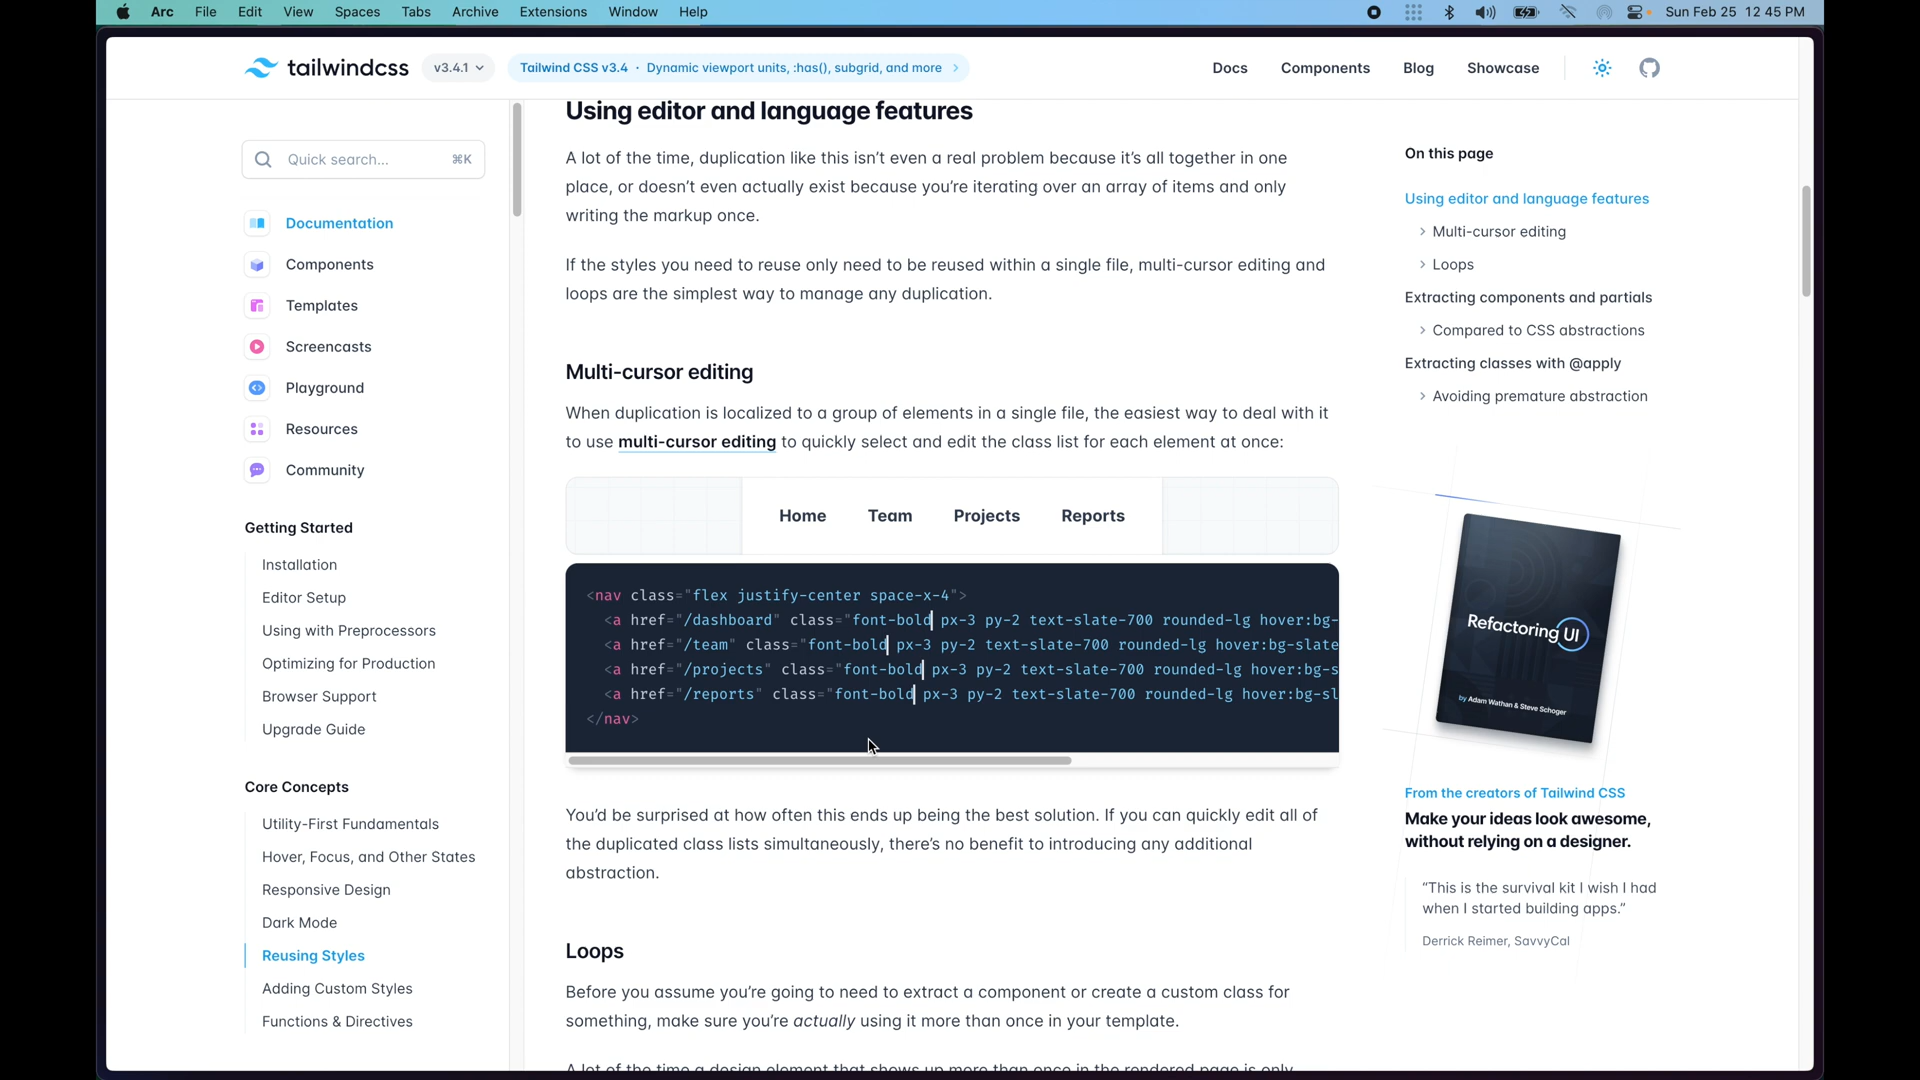 Arc File Edit View Spaces Tabs Archive Extensions Window Help Sun Feb 25 12 45 PM
tailwindcss v3.4.1 Tailwind CSS v3.4 · Dynamic viewport units, :has(), subgrid, and more Docs Components Blog Showcase
Quick search... ⌘K
Documentation
Components
Templates
Screencasts
Playground
Resources
Community
Getting Started
Installation
Editor Setup
Using with Preprocessors
Optimizing for Production
Browser Support
Upgrade Guide
Core Concepts
Utility-First Fundamentals
Hover, Focus, and Other States
Responsive Design
Dark Mode
Reusing Styles
Adding Custom Styles
Functions & Directives
Using editor and language features
A lot of the time, duplication like this isn’t even a real problem because it’s all together in one
place, or doesn’t even actually exist because you’re iterating over an array of items and only
writing the markup once.
If the styles you need to reuse only need to be reused within a single file, multi-cursor editing and
loops are the simplest way to manage any duplication.
Multi-cursor editing
When duplication is localized to a group of elements in a single file, the easiest way to deal with it
to use multi-cursor editing to quickly select and edit the class list for each element at once:
Home Team Projects Reports
<nav class="flex justify-center space-x-4">
<a href="/dashboard" class="font-bold px-3 py-2 text-slate-700 rounded-lg hover:bg-
<a href="/team" class="font-bold px-3 py-2 text-slate-700 rounded-lg hover:bg-slate
<a href="/projects" class="font-bold px-3 py-2 text-slate-700 rounded-lg hover:bg-s
<a href="/reports" class="font-bold px-3 py-2 text-slate-700 rounded-lg hover:bg-sl
</nav>
You’d be surprised at how often this ends up being the best solution. If you can quickly edit all of
the duplicated class lists simultaneously, there’s no benefit to introducing any additional
abstraction.
Loops
Before you assume you’re going to need to extract a component or create a custom class for
something, make sure you’re actually using it more than once in your template.
A lot of the time a design element that shows up more than once in the rendered page is only
On this page
Using editor and language features
Multi-cursor editing
Loops
Extracting components and partials
Compared to CSS abstractions
Extracting classes with @apply
Avoiding premature abstraction
Refactoring UI
by Adam Wathan & Steve Schoger
From the creators of Tailwind CSS
Make your ideas look awesome,
without relying on a designer.
“This is the survival kit I wish I had
when I started building apps.”
Derrick Reimer, SavvyCal